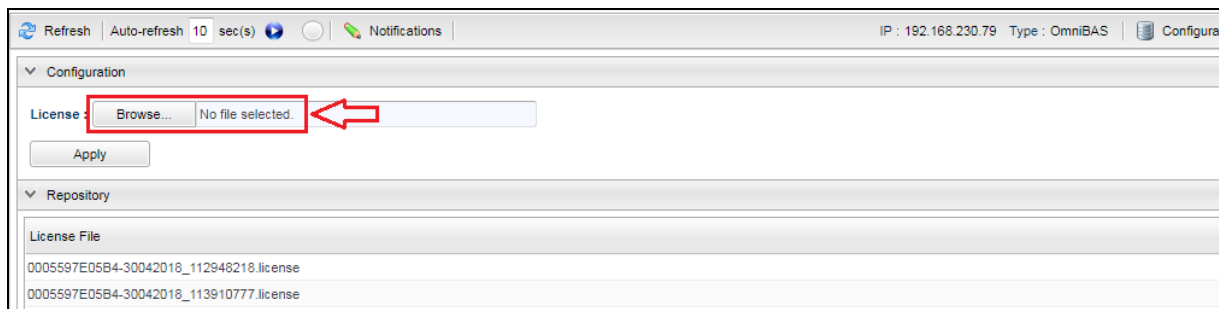 Refresh Auto-refresh 10 sec(s) Notifications IP : 192.168.230.79 Type : OmniBAS
Configuration
License : Browse... No file selected.
Apply
Repository
License File
0005597E05B4-30042018_112948218.license
0005597E05B4-30042018_113910777.license